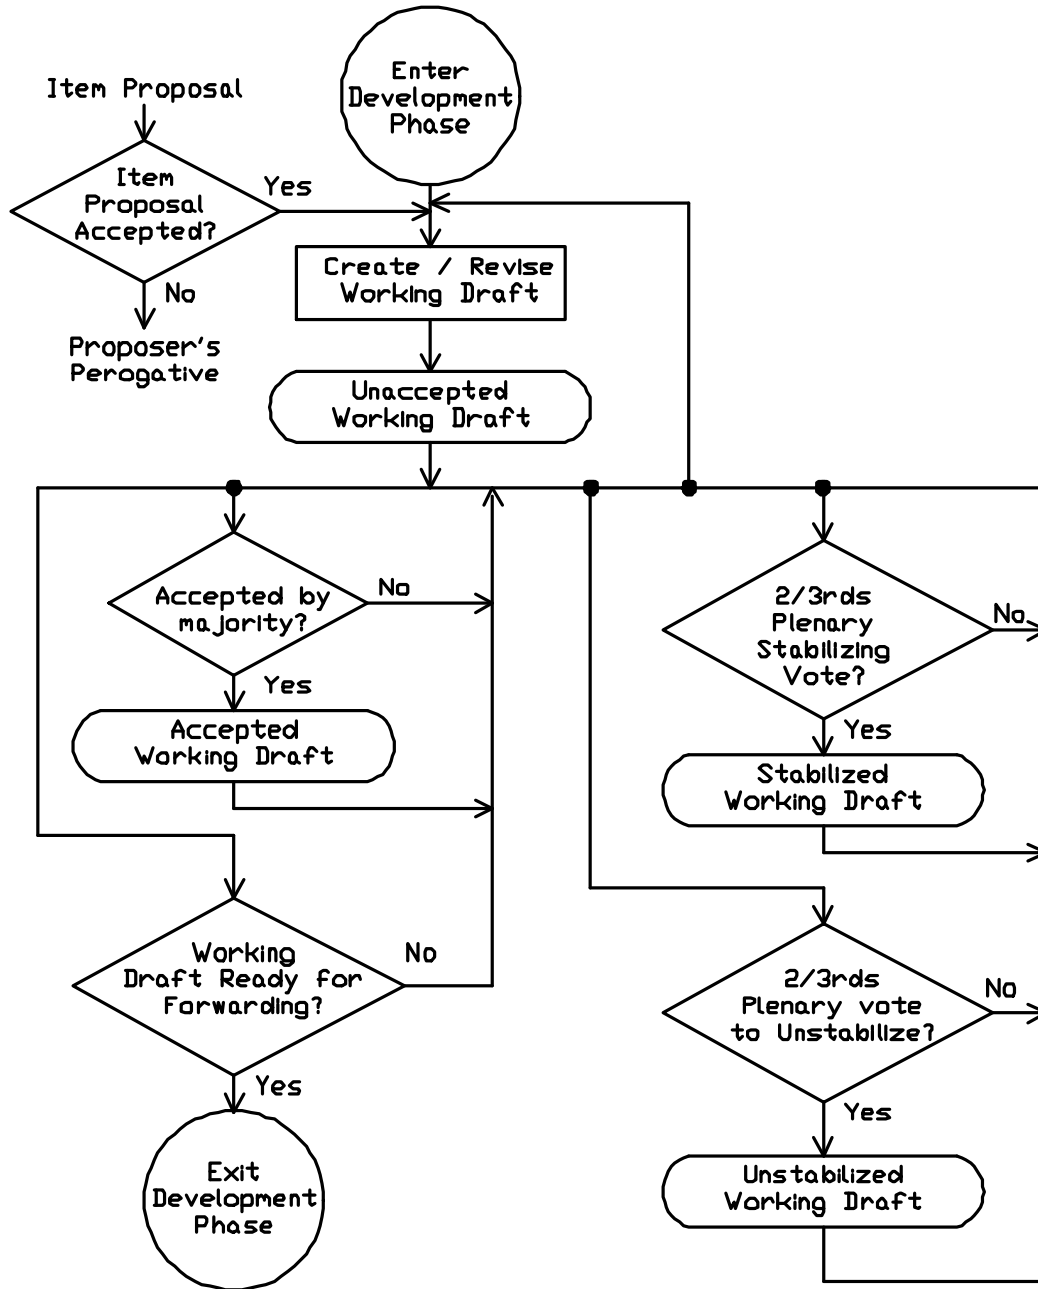 Enter
Development
Phase
Item Proposal
Item
Proposal
Accepted?
Yes
No
Proposer's
Perogative
Create / Revise
Working Draft
Unaccepted
Working Draft
Accepted by
majority?
No
Yes
Accepted
Working Draft
2/3rds
Plenary
Stabilizing
Vote?
No
Yes
Stabilized
Working Draft
Working
Draft Ready for
Forwarding?
No
Yes
Exit
Development
Phase
2/3rds
Plenary vote
to Unstabilize?
No
Yes
Unstabilized
Working Draft